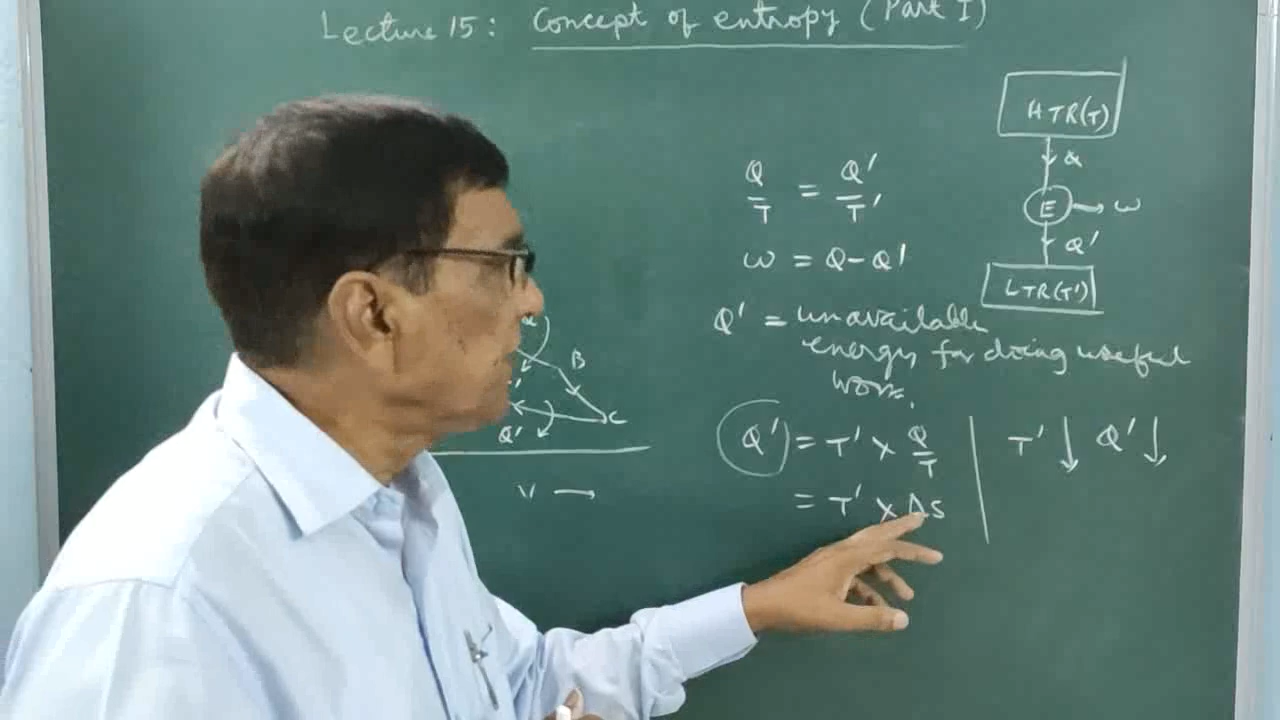 Lecture 15: Concept of entropy (Part I)
HTR(T)
Q
E → W
Q'
LTR(T')
Q/T = Q'/T'
W = Q - Q'
Q' = unavailable
energy for doing useful
work.
Q' = T' × Q/T
= T' × ΔS
T' ↓ Q' ↓
B
C
Q'
V →